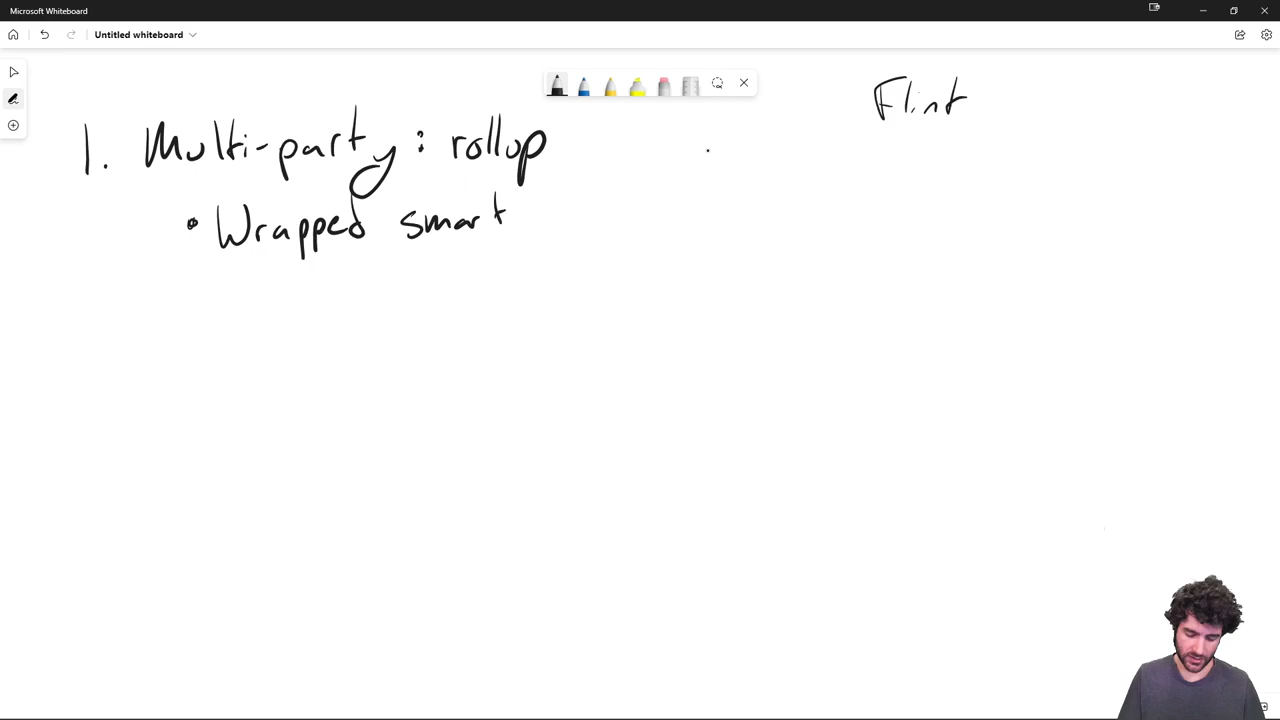 Microsoft Whiteboard
Untitled whiteboard
Flint
1. Multi-party: rollup
• Wrapped smart